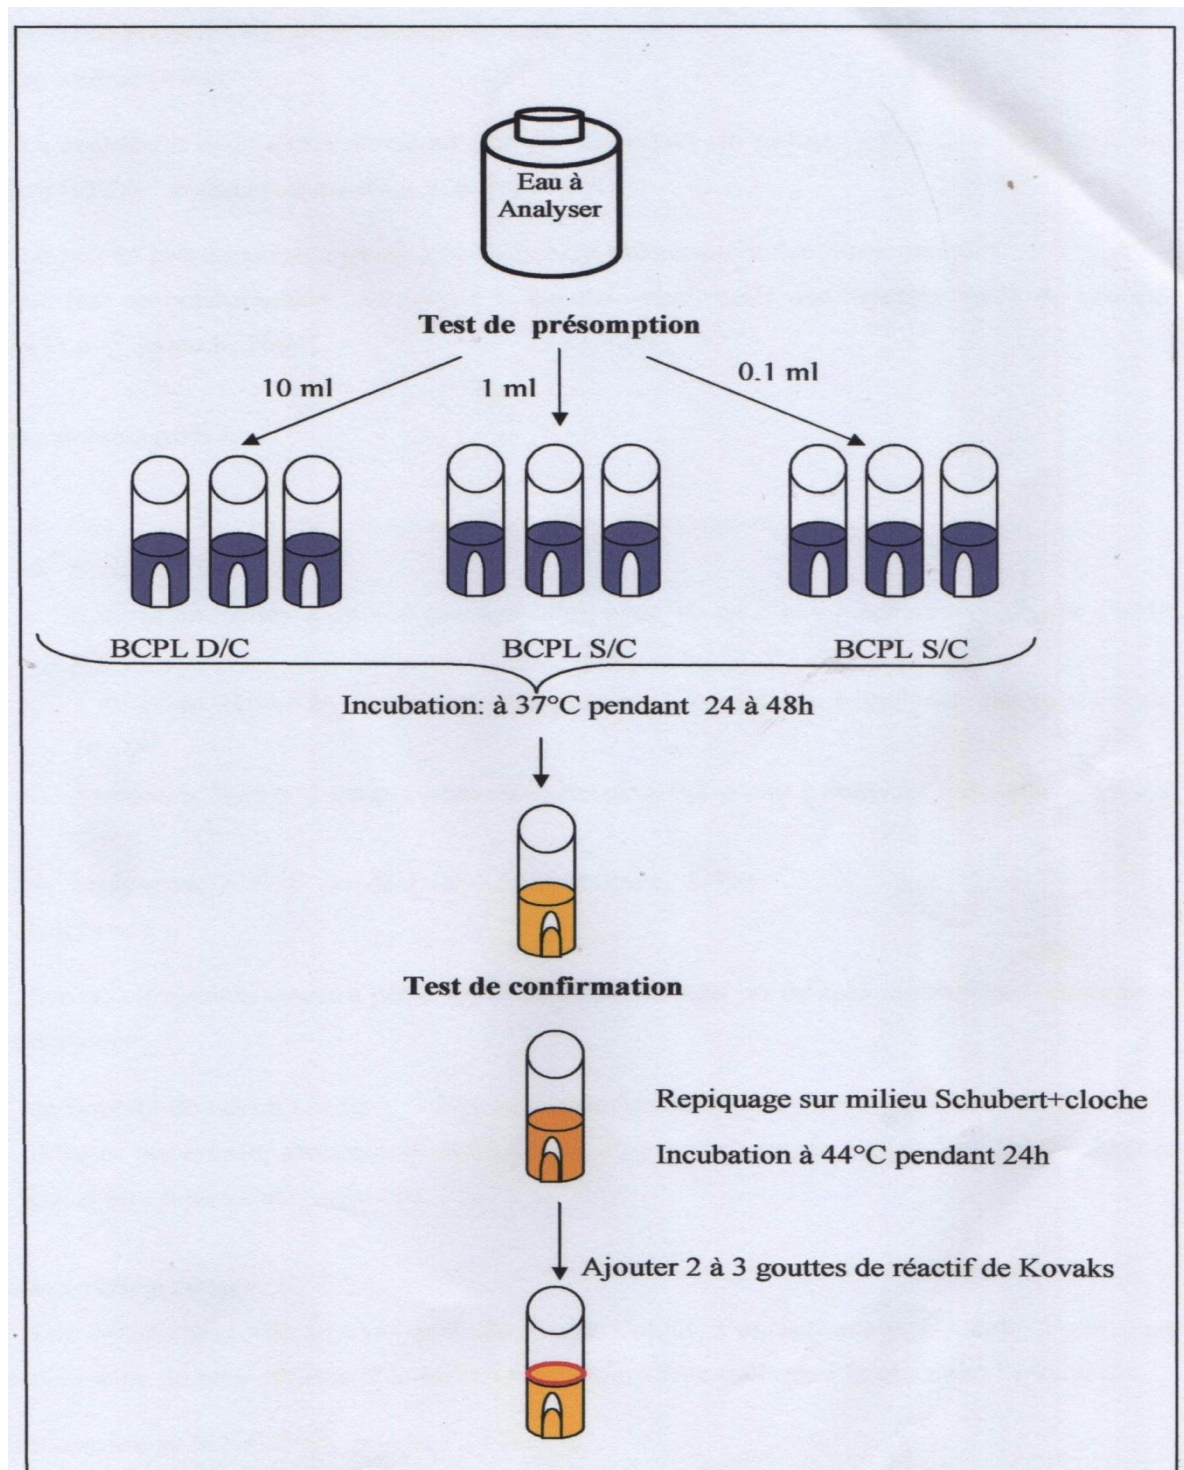 Eau à
Analyser
Test de présomption
10 ml
1 ml
0.1 ml
BCPL D/C
BCPL S/C
BCPL S/C
Incubation: à 37°C pendant 24 à 48h
Test de confirmation
Repiquage sur milieu Schubert+cloche
Incubation à 44°C pendant 24h
Ajouter 2 à 3 gouttes de réactif de Kovaks